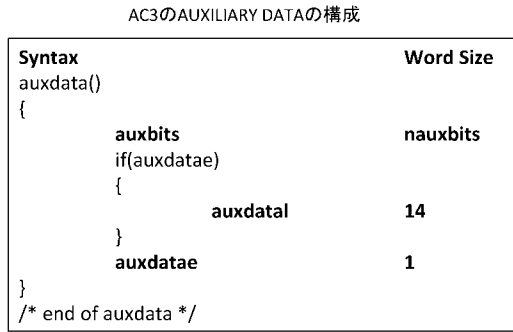 AC3のAUXILIARY DATAの構成
Syntax Word Size
auxdata()
{
auxbits nauxbits
if(auxdatae)
{
auxdatal 14
}
auxdatae 1
}
/* end of auxdata */